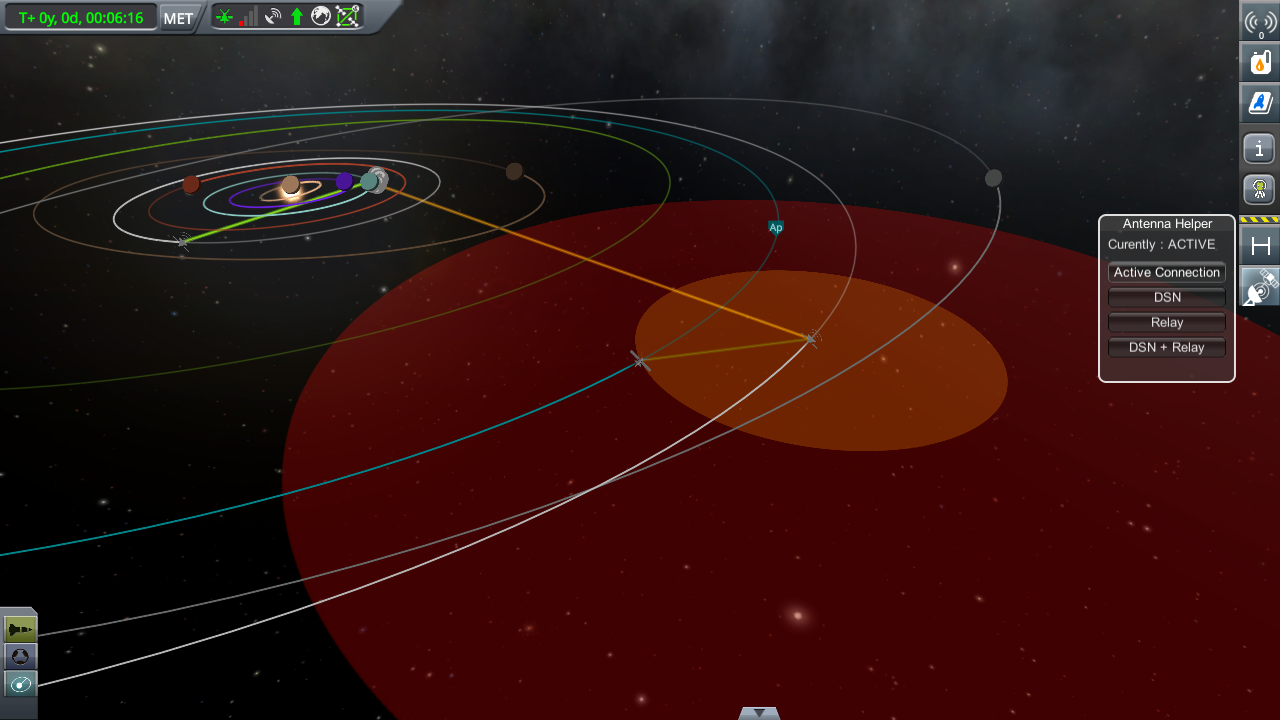 T+ 0y, 0d, 00:06:16
MET
0
Ap
Antenna Helper
Curently : ACTIVE
Active Connection
DSN
Relay
DSN + Relay